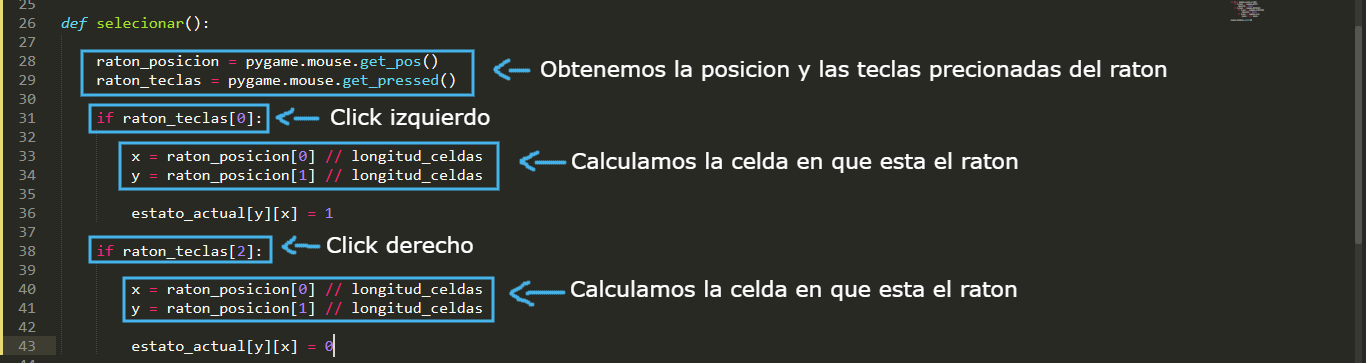 25
26 def selecionar():
27
28 raton_posicion = pygame.mouse.get_pos()
Obtenemos la posicion y las teclas precionadas del raton
29 raton_teclas = pygame.mouse.get_pressed()
30
31 if raton_teclas[0]:
Click izquierdo
32
33 x = raton_posicion[0] // longitud_celdas
Calculamos la celda en que esta el raton
34 y = raton_posicion[1] // longitud_celdas
35
36 estato_actual[y][x] = 1
37
38 if raton_teclas[2]:
Click derecho
39
40 x = raton_posicion[0] // longitud_celdas
Calculamos la celda en que esta el raton
41 y = raton_posicion[1] // longitud_celdas
42
43 estato_actual[y][x] = 0